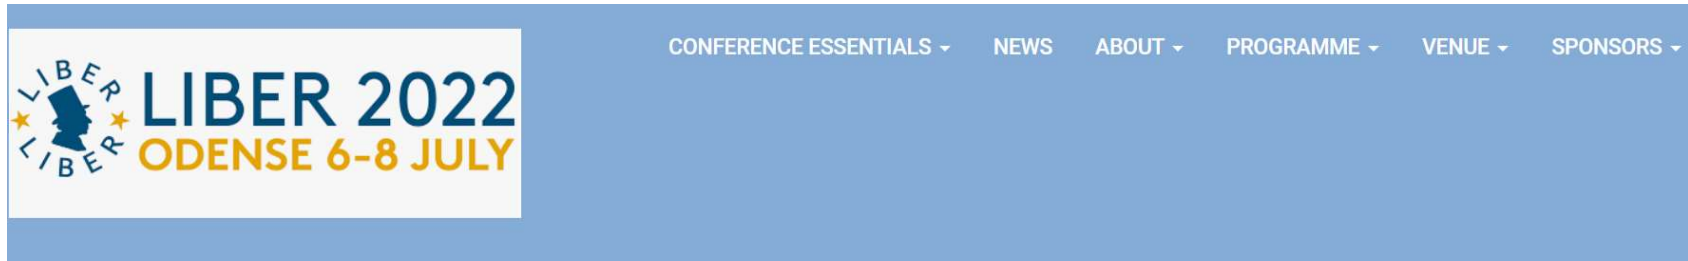 CONFERENCE ESSENTIALS NEWS ABOUT PROGRAMME VENUE SPONSORS
LIBER
LIBER 2022
ODENSE 6-8 JULY
LIBER